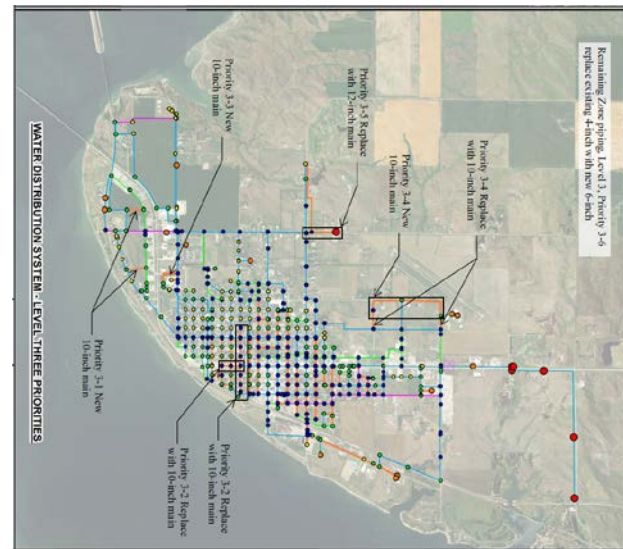 Remaining Zone piping, Level 3, Priority 3-6
replace existing 4-inch with new 6-inch
Priority 3-4 Replace
with 10-inch main
Priority 3-4 New
10-inch main
Priority 3-5 Replace
with 12-inch main
Priority 3-3 New
10-inch main
Priority 3-1 New
10-inch main
Priority 3-2 Replace
with 10-inch main
Priority 3-2 Replace
with 10-inch main
WATER DISTRIBUTION SYSTEM - LEVEL THREE PRIORITIES